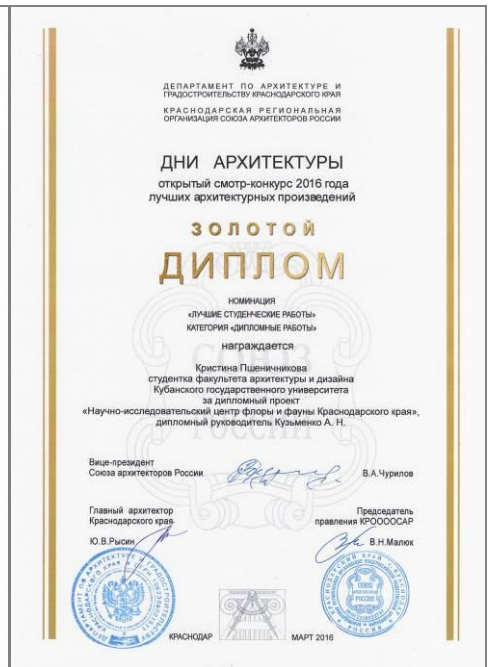 ДЕПАРТАМЕНТ ПО АРХИТЕКТУРЕ И
ГРАДОСТРОИТЕЛЬСТВУ КРАСНОДАРСКОГО КРАЯ
КРАСНОДАРСКАЯ РЕГИОНАЛЬНАЯ
ОРГАНИЗАЦИЯ СОЮЗА АРХИТЕКТОРОВ РОССИИ
ДНИ АРХИТЕКТУРЫ
открытый смотр-конкурс 2016 года
лучших архитектурных произведений
ЗОЛОТОЙ
ДИПЛОМ
НОМИНАЦИЯ
«ЛУЧШИЕ СТУДЕНЧЕСКИЕ РАБОТЫ»
КАТЕГОРИЯ «ДИПЛОМНЫЕ РАБОТЫ»
награждается
Кристина Пшеничникова
студентка факультета архитектуры и дизайна
Кубанского государственного университета
за дипломный проект
«Научно-исследовательский центр флоры и фауны Краснодарского края»,
дипломный руководитель Кузьменко А. Н.
СОЮЗ
РОССИИ
Вице-президент
Союза архитекторов России
В.А.Чурилов
Главный архитектор
Краснодарского края
Ю.В.Рысин
Председатель
правления КРОООСАР
В.Н.Малюк
КРАСНОДАР
МАРТ 2016